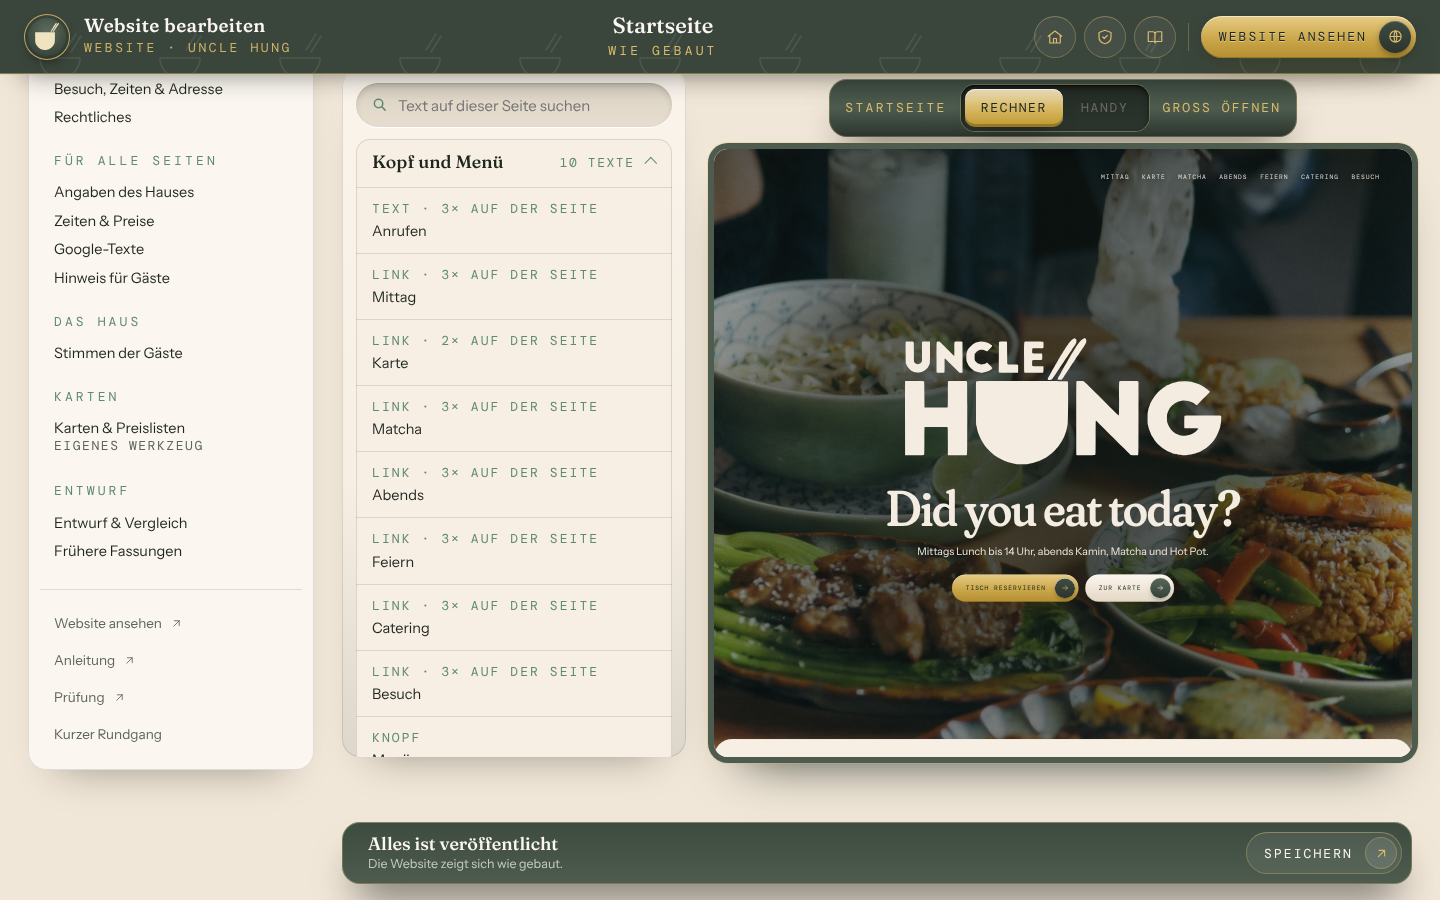 Website bearbeiten
WEBSITE · UNCLE HUNG
Startseite
WIE GEBAUT
WEBSITE ANSEHEN
Besuch, Zeiten & Adresse
Rechtliches
FÜR ALLE SEITEN
Angaben des Hauses
Zeiten & Preise
Google-Texte
Hinweis für Gäste
DAS HAUS
Stimmen der Gäste
KARTEN
Karten & Preislisten
EIGENES WERKZEUG
ENTWURF
Entwurf & Vergleich
Frühere Fassungen
Website ansehen
Anleitung
Prüfung
Kurzer Rundgang
Text auf dieser Seite suchen
Kopf und Menü
10 TEXTE
TEXT · 3× AUF DER SEITE
Anrufen
LINK · 3× AUF DER SEITE
Mittag
LINK · 2× AUF DER SEITE
Karte
LINK · 3× AUF DER SEITE
Matcha
LINK · 3× AUF DER SEITE
Abends
LINK · 3× AUF DER SEITE
Feiern
LINK · 3× AUF DER SEITE
Catering
LINK · 3× AUF DER SEITE
Besuch
KNOPF
STARTSEITE
RECHNER
HANDY
GROSS ÖFFNEN
MITTAG KARTE MATCHA ABENDS FEIERN CATERING BESUCH
UNCLE
HUNG
Did you eat today?
Mittags Lunch bis 14 Uhr, abends Kamin, Matcha und Hot Pot.
TISCH RESERVIEREN
ZUR KARTE
Alles ist veröffentlicht
Die Website zeigt sich wie gebaut.
SPEICHERN